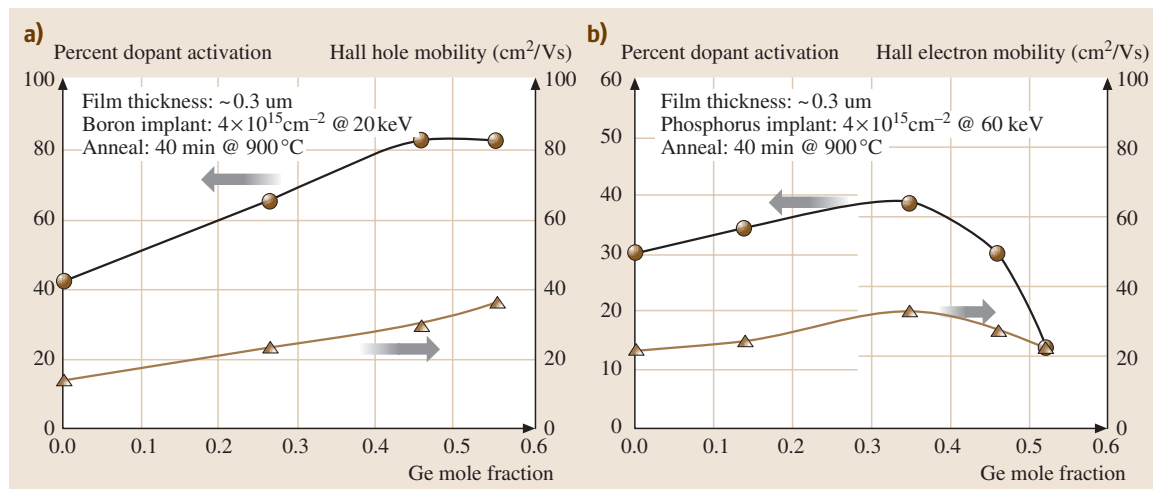 a)
Percent dopant activation
Hall hole mobility (cm²/Vs)
100
80
60
40
20
0
Film thickness: ~0.3 um
Boron implant: 4×10¹⁵cm⁻² @ 20 keV
Anneal: 40 min @ 900 °C
100
80
60
40
20
0
0.0 0.1 0.2 0.3 0.4 0.5 0.6
Ge mole fraction
b)
Percent dopant activation
Hall electron mobility (cm²/Vs)
60
50
40
30
20
10
0
Film thickness: ~0.3 um
Phosphorus implant: 4×10¹⁵cm⁻² @ 60 keV
Anneal: 40 min @ 900 °C
100
80
60
40
20
0
0.0 0.1 0.2 0.3 0.4 0.5 0.6
Ge mole fraction